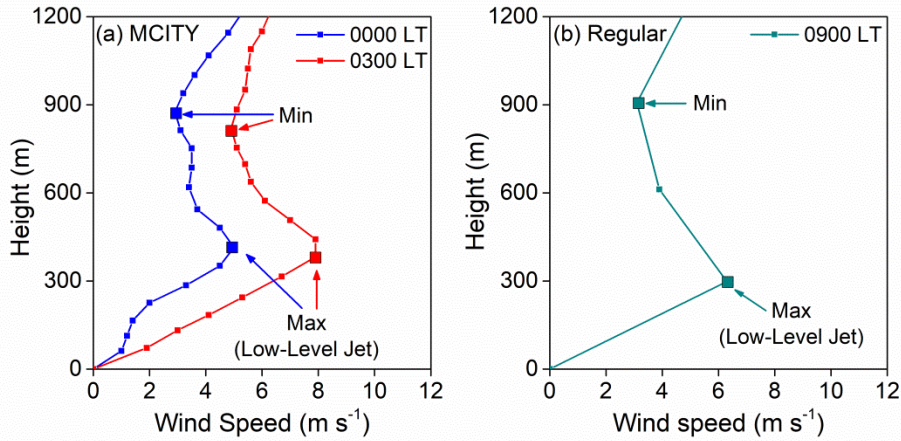 (a) MCITY
0000 LT
0300 LT
Min
Max
(Low-Level Jet)
1200
900
600
300
0
0 2 4 6 8 10 12
Height (m)
Wind Speed (m s⁻¹)
(b) Regular
0900 LT
Min
Max
(Low-Level Jet)
1200
900
600
300
0
0 2 4 6 8 10 12
Height (m)
Wind speed (m s⁻¹)